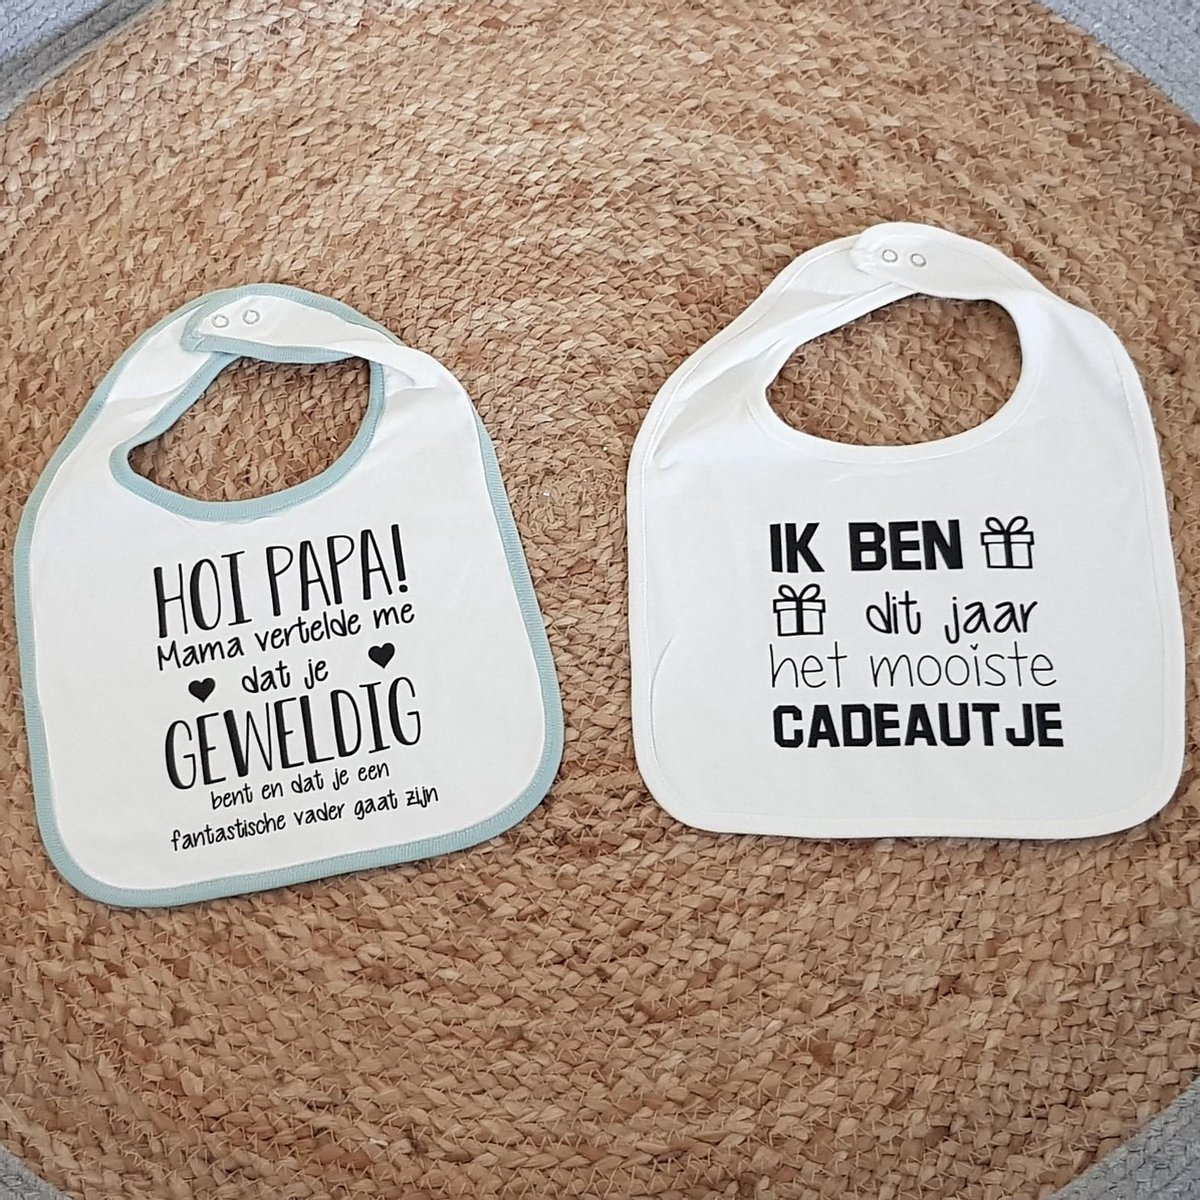 HOI PAPA!
Mama vertelde me
dat je
GEWELDIG
bent en dat je een
fantastische vader gaat zijn
IK BEN
dit jaar
het mooiste
CADEAUTJE